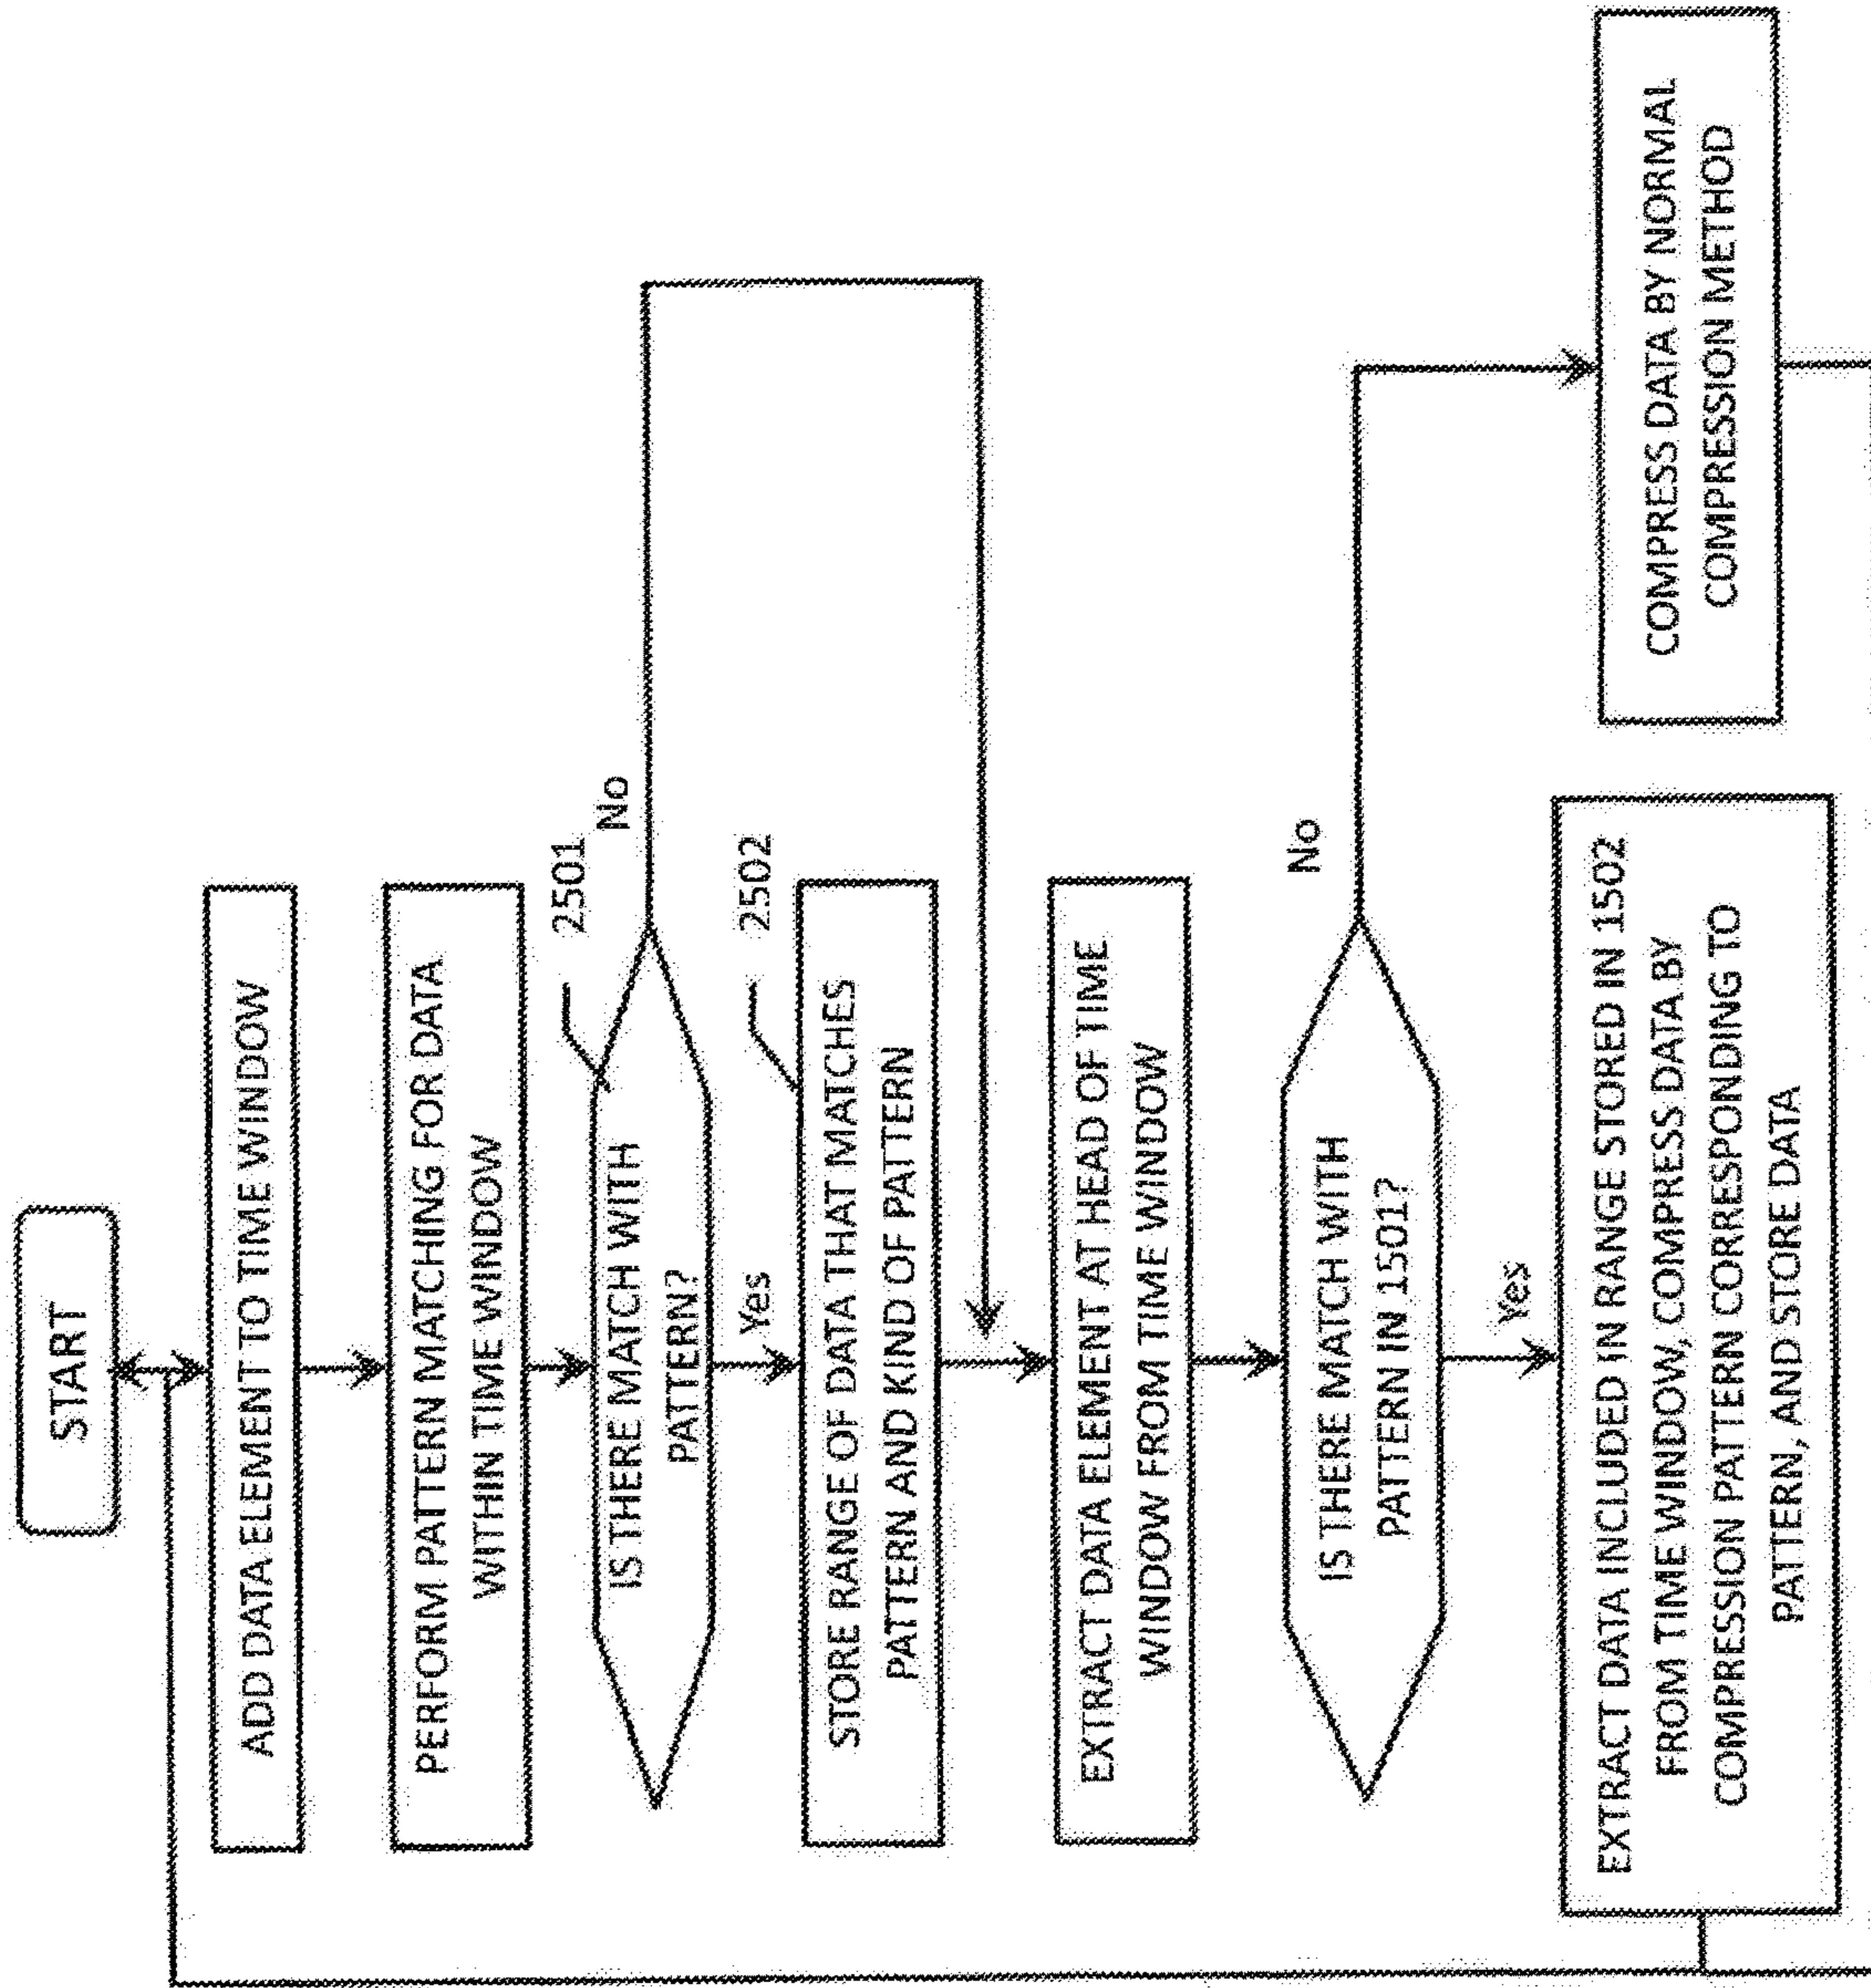 START
ADD DATA ELEMENT TO TIME WINDOW
PERFORM PATTERN MATCHING FOR DATA
WITHIN TIME WINDOW
2501
IS THERE MATCH WITH
PATTERN?
No
Yes
2502
STORE RANGE OF DATA THAT MATCHES
PATTERN AND KIND OF PATTERN
EXTRACT DATA ELEMENT AT HEAD OF TIME
WINDOW FROM TIME WINDOW
IS THERE MATCH WITH
PATTERN IN 1501?
No
Yes
EXTRACT DATA INCLUDED IN RANGE STORED IN 1502
FROM TIME WINDOW, COMPRESS DATA BY
COMPRESSION PATTERN CORRESPONDING TO
PATTERN, AND STORE DATA
COMPRESS DATA BY NORMAL
COMPRESSION METHOD